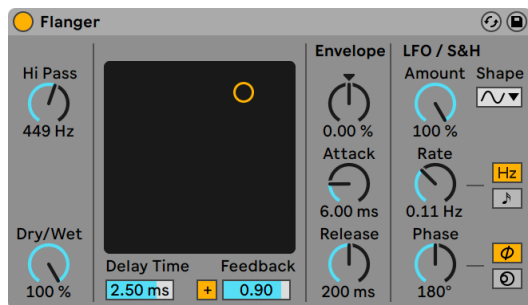 Flanger
Envelope
LFO / S&H
Hi Pass
449 Hz
0.00 %
Amount
Shape
100 %
Attack
6.00 ms
Rate
0.11 Hz
Hz
Dry/Wet
100 %
Delay Time
2.50 ms
+
Feedback
0.90
Release
200 ms
Phase
180°
Φ